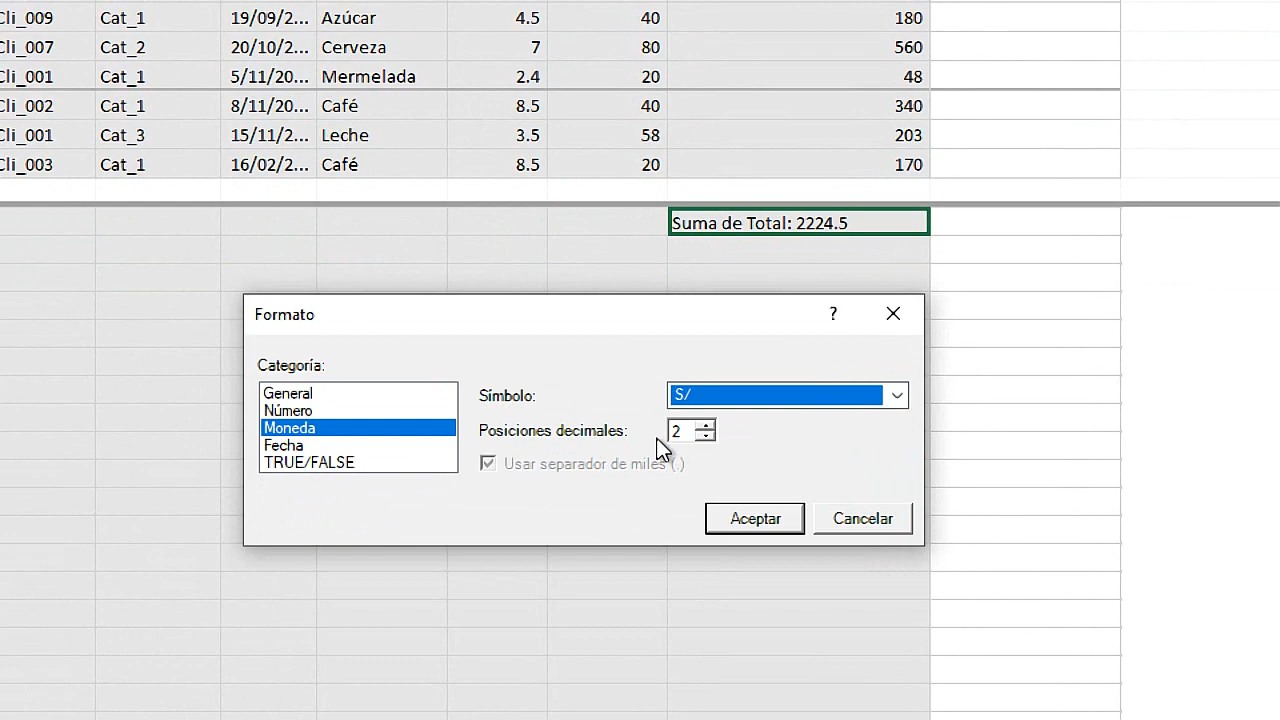 Cli_009 Cat_1 19/09/2... Azúcar 4.5 40 180
Cli_007 Cat_2 20/10/2... Cerveza 7 80 560
Cli_001 Cat_1 5/11/20... Mermelada 2.4 20 48
Cli_002 Cat_1 8/11/20... Café 8.5 40 340
Cli_001 Cat_3 15/11/2... Leche 3.5 58 203
Cli_003 Cat_1 16/02/2... Café 8.5 20 170
Suma de Total: 2224.5
Formato ?
Categoría:
General
Número
Moneda
Fecha
TRUE/FALSE
Símbolo: S/
Posiciones decimales: 2
Usar separador de miles (.)
Aceptar Cancelar